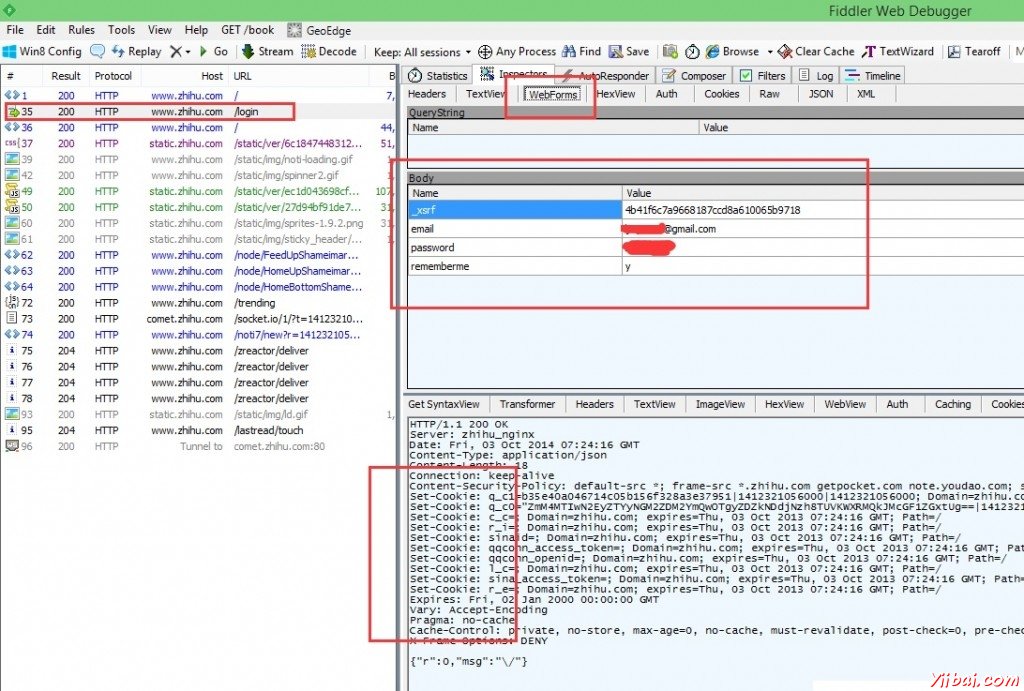 Fiddler Web Debugger
File Edit Rules Tools View Help GET /book GeoEdge
Win8 Config Replay Go Stream Decode Keep: All sessions Any Process Find Save Browse Clear Cache TextWizard Tearoff
# Result Protocol Host URL B
1 200 HTTP www.zhihu.com / 7,
35 200 HTTP www.zhihu.com /login
36 200 HTTP www.zhihu.com / 44,
37 200 HTTP static.zhihu.com /static/ver/6c1847448312... 51,
39 200 HTTP www.zhihu.com /static/img/noti-loading.gif 1,
42 200 HTTP static.zhihu.com /static/img/spinner2.gif
49 200 HTTP static.zhihu.com /static/ver/ec1d043698cf... 107,
50 200 HTTP static.zhihu.com /static/ver/27d94bf91de7... 31,
60 200 HTTP static.zhihu.com /static/img/sprites-1.9.2.png
61 200 HTTP static.zhihu.com /static/img/sticky_header/...
62 200 HTTP www.zhihu.com /node/FeedUpShameimar...
63 200 HTTP www.zhihu.com /node/HomeUpShameimar...
64 200 HTTP www.zhihu.com /node/HomeBottomShame...
72 200 HTTP www.zhihu.com /trending
73 200 HTTP comet.zhihu.com /socket.io/1/?t=14123210...
74 200 HTTP www.zhihu.com /noti7/new?r=141232105...
75 204 HTTP www.zhihu.com /zreactor/deliver
76 204 HTTP www.zhihu.com /zreactor/deliver
77 204 HTTP www.zhihu.com /zreactor/deliver
78 204 HTTP www.zhihu.com /zreactor/deliver
93 200 HTTP static.zhihu.com /static/img/ld.gif 1,
95 204 HTTP www.zhihu.com /lastread/touch
96 200 HTTP Tunnel to comet.zhihu.com:80
Statistics Inspectors AutoResponder Composer Filters Log Timeline
Headers TextView WebForms HexView Auth Cookies Raw JSON XML
QueryString
Name Value
Body
Name Value
_xsrf 4b41f6c7a9668187ccd8a610065b9718
email @gmail.com
password
rememberme y
Get SyntaxView Transformer Headers TextView ImageView HexView WebView Auth Caching Cookies
HTTP/1.1 200 OK
Server: zhihu_nginx
Date: Fri, 03 Oct 2014 07:24:16 GMT
Content-Type: application/json
Content-Length: 18
Connection: keep-alive
Content-Security-Policy: default-src *; frame-src *.zhihu.com getpocket.com note.youdao.com; s
Set-Cookie: q_c1=b35e40a046714c05b156f328a3e37951|1412321056000|1412321056000; Domain=zhihu.co
Set-Cookie:
Set-Cookie: c_c=; Domain=zhihu.com; expires=Thu, 03 Oct 2013 07:24:16 GMT; Path=/
Set-Cookie: r_i=; Domain=zhihu.com; expires=Thu, 03 Oct 2013 07:24:16 GMT; Path=/
Set-Cookie: sinaid=; Domain=zhihu.com; expires=Thu, 03 Oct 2013 07:24:16 GMT; Path=/
Set-Cookie: qqconn_access_token=; Domain=zhihu.com; expires=Thu, 03 Oct 2013 07:24:16 GMT; Pat
Set-Cookie: qqconn_openid=; Domain=zhihu.com; expires=Thu, 03 Oct 2013 07:24:16 GMT; Path=/
Set-Cookie: l_c=; Domain=zhihu.com; expires=Thu, 03 Oct 2013 07:24:16 GMT; Path=/
Set-Cookie: sina_access_token=; Domain=zhihu.com; expires=Thu, 03 Oct 2013 07:24:16 GMT; Path=
Set-Cookie: r_e=; Domain=zhihu.com; expires=Thu, 03 Oct 2013 07:24:16 GMT; Path=/
Expires: Fri, 02 Jan 2000 00:00:00 GMT
Vary: Accept-Encoding
Pragma: no-cache
Cache-Control: private, no-store, max-age=0, no-cache, must-revalidate, post-check=0, pre-chec
X-Frame-Options: DENY
{"r":0,"msg":"\/"}
Yiibai.com